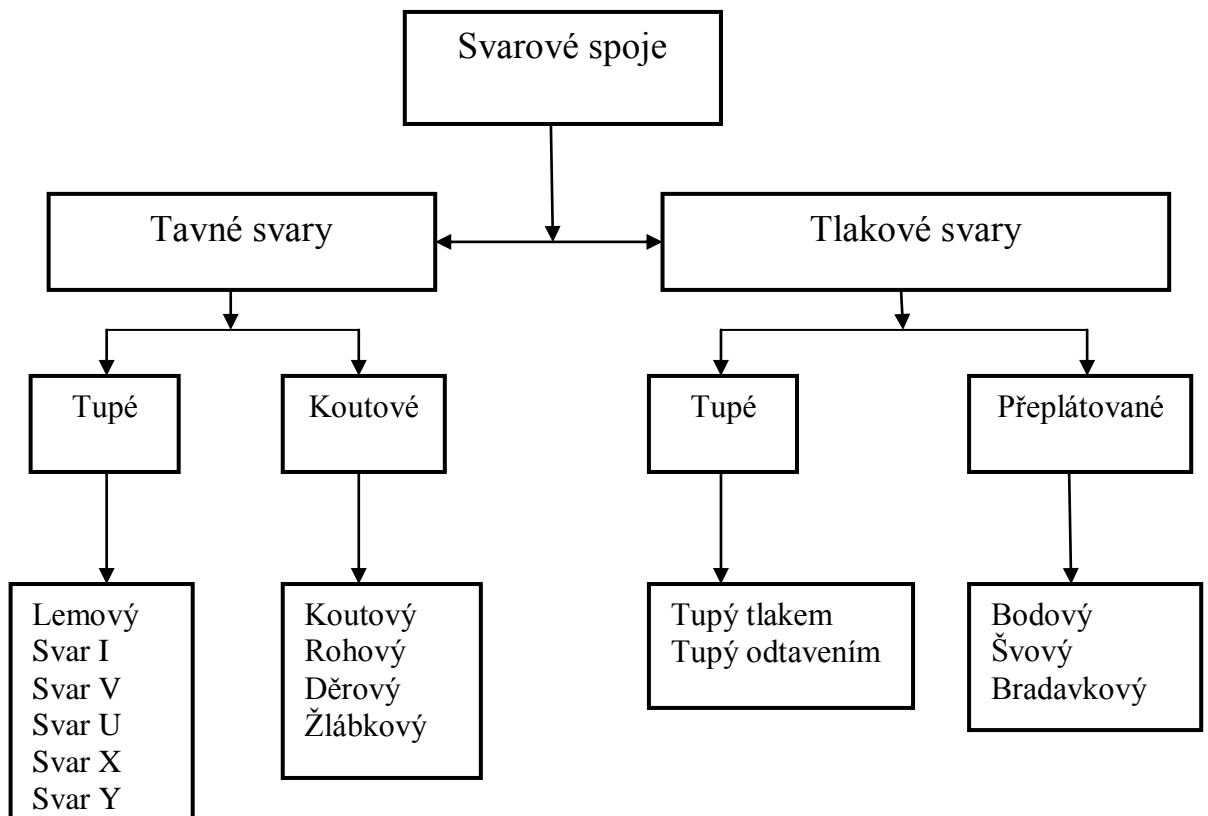 Svarové spoje
Tavné svary
Tlakové svary
Tupé
Koutové
Tupé
Přeplátované
Lemový
Svar I
Svar V
Svar U
Svar X
Svar Y
Koutový
Rohový
Děrový
Žlábkový
Tupý tlakem
Tupý odtavením
Bodový
Švový
Bradavkový